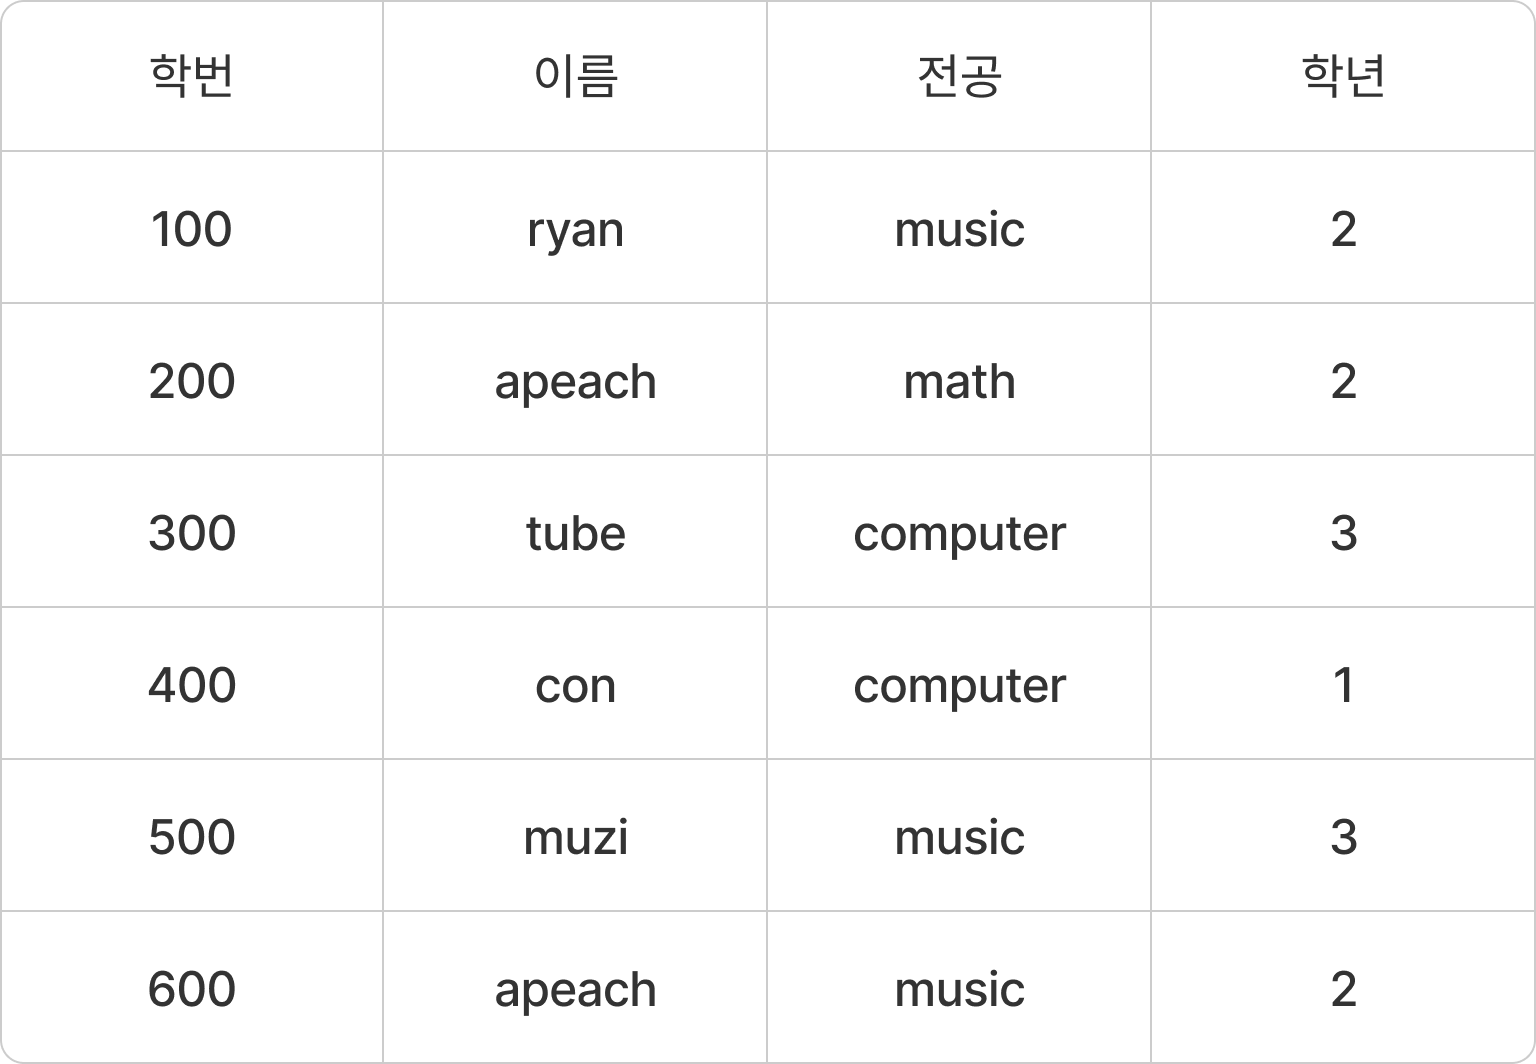 학번 이름 전공 학년
100 ryan music 2
200 apeach math 2
300 tube computer 3
400 con computer 1
500 muzi music 3
600 apeach music 2